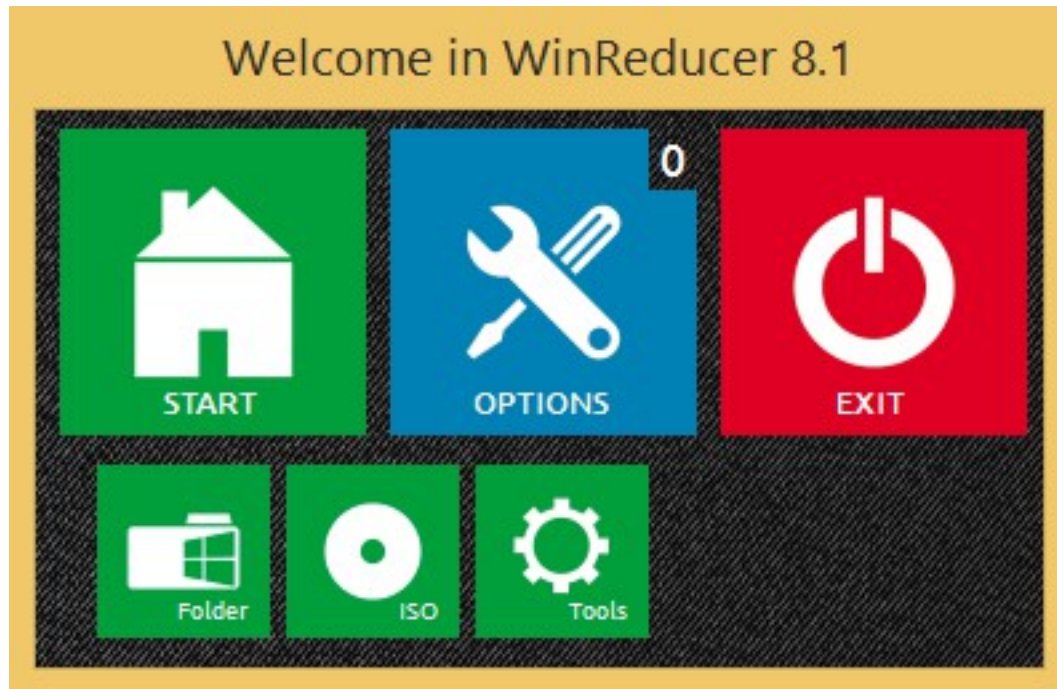 Welcome in WinReducer 8.1
0
START
OPTIONS
EXIT
Folder
ISO
Tools